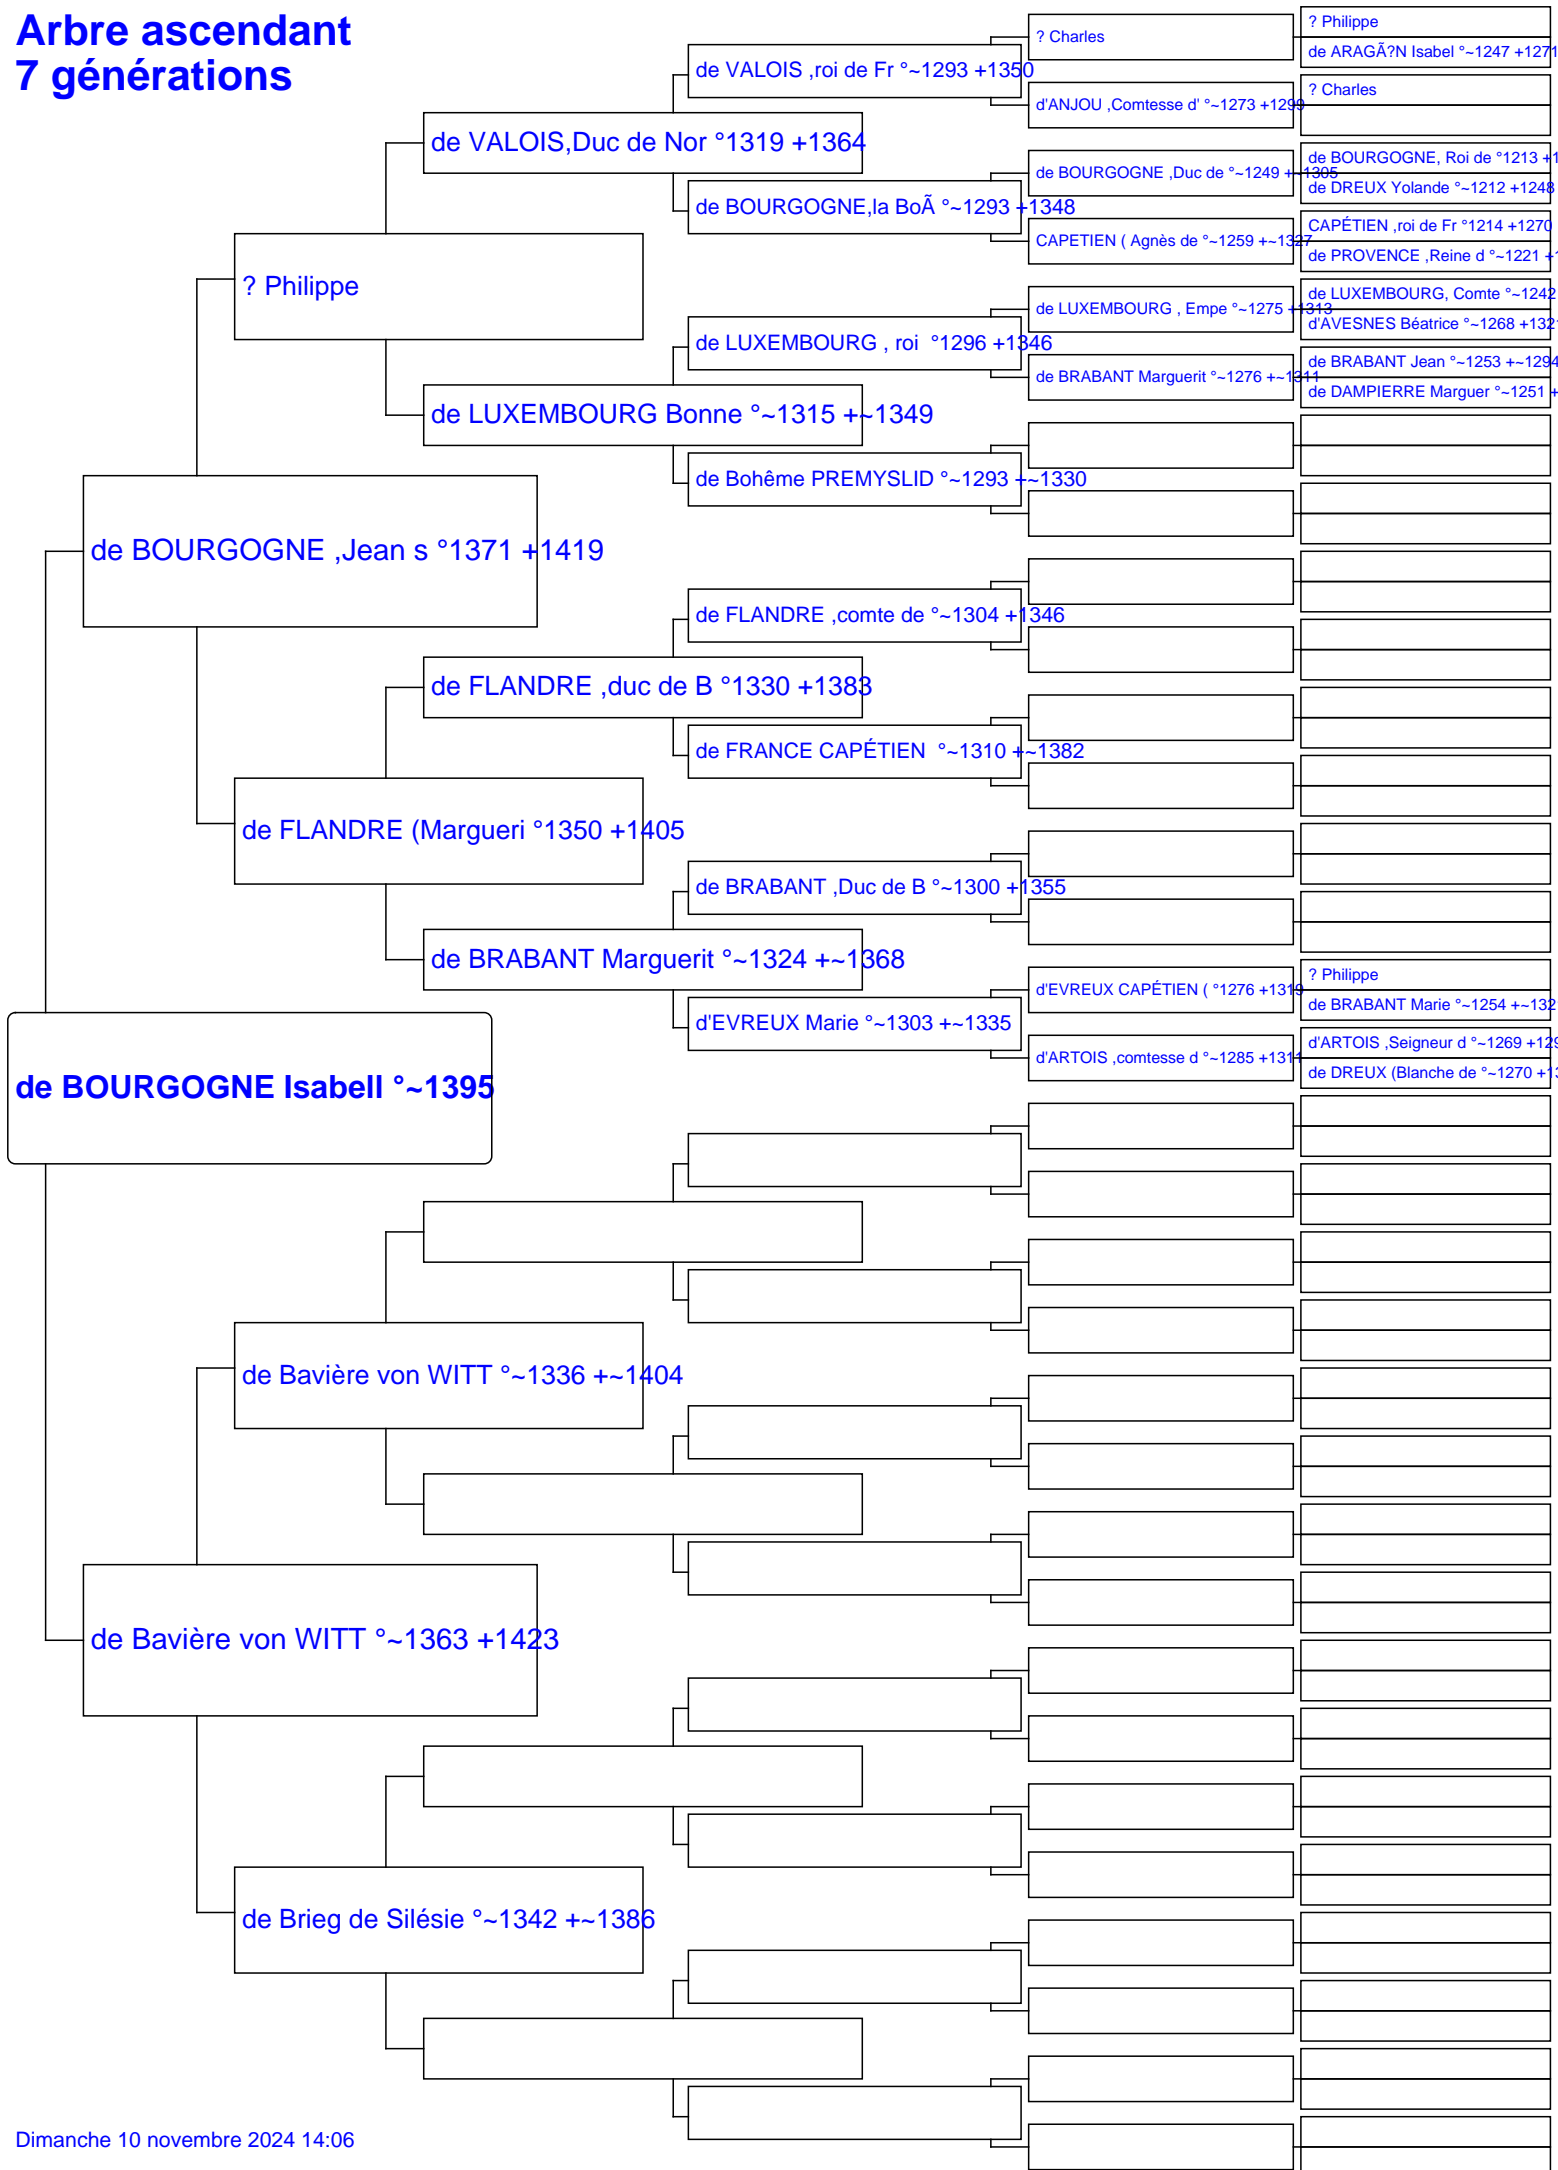 Arbre ascendant
7 générations
? Philippe
? Charles
de ARAGÃ?N Isabel °~1247 +1271
de VALOIS ,roi de Fr °~1293 +1350
? Charles
d'ANJOU ,Comtesse d' °~1273 +1299
de VALOIS,Duc de Nor °1319 +1364
de BOURGOGNE, Roi de °1213 +1
de BOURGOGNE ,Duc de °~1249 +~1305
de DREUX Yolande °~1212 +1248
de BOURGOGNE,la BoÃ °~1293 +1348
CAPÉTIEN ,roi de Fr °1214 +1270
CAPETIEN ( Agnès de °~1259 +~1327
de PROVENCE ,Reine d °~1221 +1
? Philippe
de LUXEMBOURG, Comte °~1242
de LUXEMBOURG , Empe °~1275 +1313
d'AVESNES Béatrice °~1268 +1321
de LUXEMBOURG , roi °1296 +1346
de BRABANT Jean °~1253 +~1294
de BRABANT Marguerit °~1276 +~1311
de DAMPIERRE Marguer °~1251 +
de LUXEMBOURG Bonne °~1315 +~1349
de Bohême PREMYSLID °~1293 +~1330
de BOURGOGNE ,Jean s °1371 +1419
de FLANDRE ,comte de °~1304 +1346
de FLANDRE ,duc de B °1330 +1383
de FRANCE CAPÉTIEN °~1310 +~1382
de FLANDRE (Margueri °1350 +1405
de BRABANT ,Duc de B °~1300 +1355
de BRABANT Marguerit °~1324 +~1368
? Philippe
d'EVREUX CAPÉTIEN ( °1276 +1319
de BRABANT Marie °~1254 +~132
d'EVREUX Marie °~1303 +~1335
d'ARTOIS ,Seigneur d °~1269 +129
d'ARTOIS ,comtesse d °~1285 +1311
de DREUX (Blanche de °~1270 +13
de BOURGOGNE Isabell °~1395
de Bavière von WITT °~1336 +~1404
de Bavière von WITT °~1363 +1423
de Brieg de Silésie °~1342 +~1386
Dimanche 10 novembre 2024 14:06